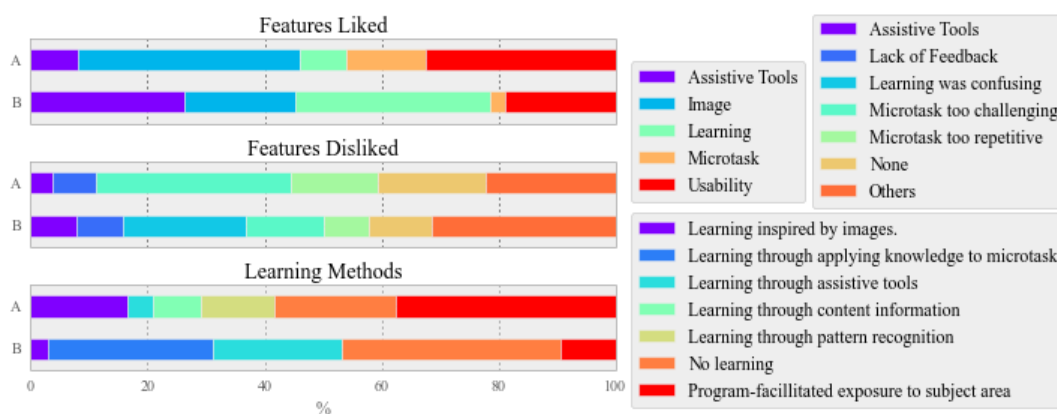 Features Liked
A
B
Features Disliked
A
B
Learning Methods
A
B
0 20 40 60 80 100
%
Assistive Tools
Image
Learning
Microtask
Usability
Assistive Tools
Lack of Feedback
Learning was confusing
Microtask too challenging
Microtask too repetitive
None
Others
Learning inspired by images.
Learning through applying knowledge to microtask
Learning through assistive tools
Learning through content information
Learning through pattern recognition
No learning
Program-facillitated exposure to subject area